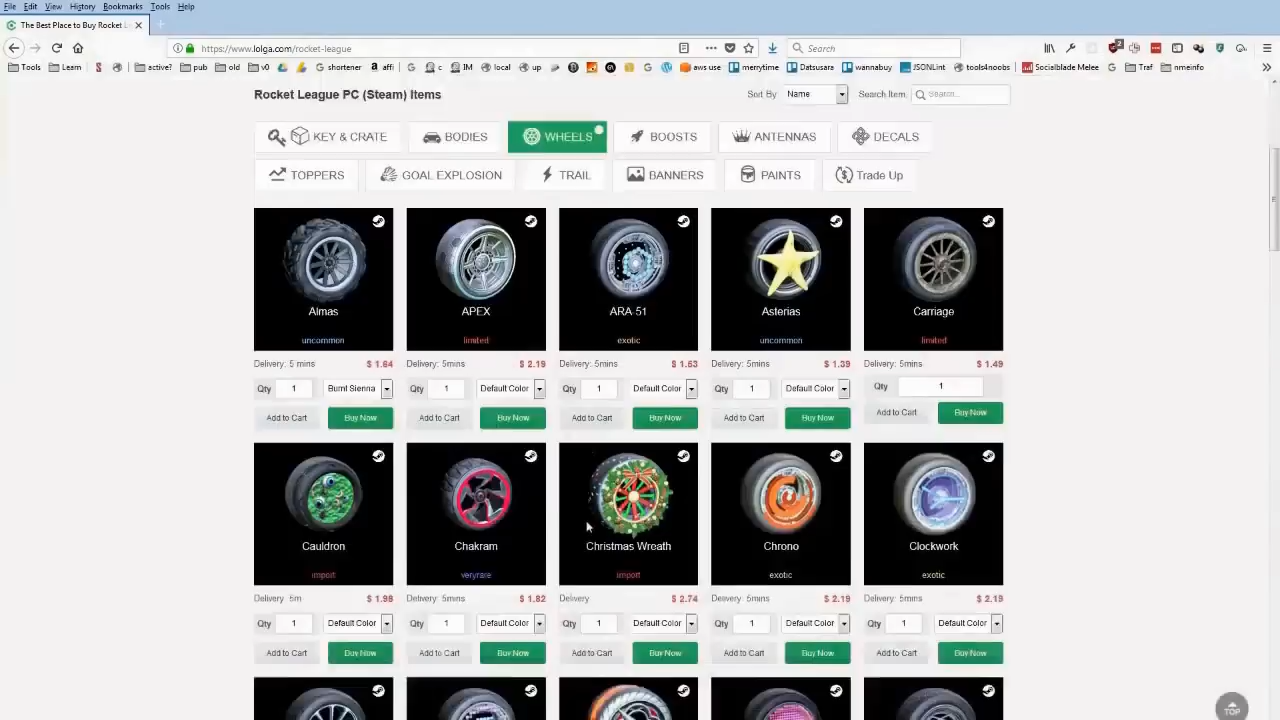 File Edit View History Bookmarks Tools Help
The Best Place to Buy Rocket L
https://www.lolga.com/rocket-league
Search
Tools Learn S active? pub old v0 shortener affi c IM local up G merrytime aws use Datusara wannabuy JSONLint tools4noobs Socialblade Melee Traf nmeinfo
Rocket League PC (Steam) Items
Sort By: Name Search Item: Search...
KEY & CRATE BODIES WHEELS BOOSTS ANTENNAS DECALS
TOPPERS GOAL EXPLOSION TRAIL BANNERS PAINTS Trade Up
Almas APEX ARA-51 Asterias Carriage
uncommon limited exotic uncommon limited
Delivery: 5 mins $ 1.64 Delivery: 5mins $ 2.19 Delivery: 5mins $ 1.63 Delivery: 5mins $ 1.39 Delivery: 5mins $ 1.49
Qty 1 Burnt Sienna Qty 1 Default Color Qty 1 Default Color Qty 1 Default Color Qty 1
Add to Cart Buy Now Add to Cart Buy Now Add to Cart Buy Now Add to Cart Buy Now Add to Cart Buy Now
Cauldron Chakram Christmas Wreath Chrono Clockwork
import veryrare import exotic exotic
Delivery 5m $ 1.98 Delivery: 5mins $ 1.82 Delivery $ 2.74 Delivery: 5mins $ 2.19 Delivery: 5mins $ 2.19
Qty 1 Default Color Qty 1 Default Color Qty 1 Default Color Qty 1 Default Color Qty 1 Default Color
Add to Cart Buy Now Add to Cart Buy Now Add to Cart Buy Now Add to Cart Buy Now Add to Cart Buy Now
TOP